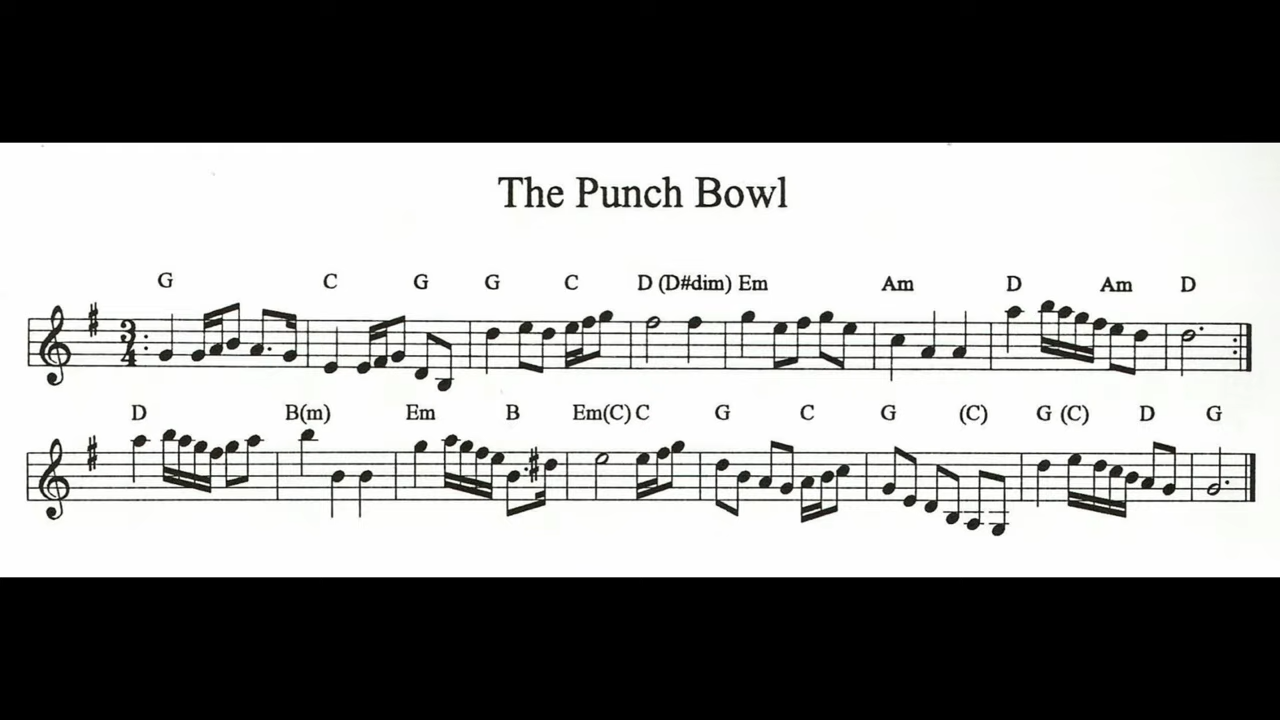 The Punch Bowl
G C G G C D (D#dim) Em Am D Am D
3
4
D B(m) Em B Em(C) C G C G (C) G (C) D G